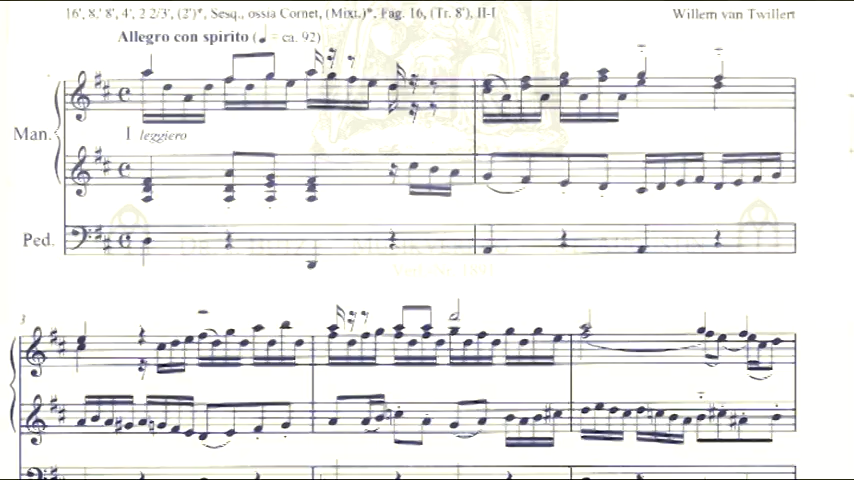 16', 8,' 8', 4', 2 2/3', (2')*, Sesq., ossia Cornet, (Mixt.)*, Fag. 16, (Tr. 8'), II-I
Willem van Twillert
Allegro con spirito (♩ = ca. 92)
Man.
I leggiero
Ped.
3